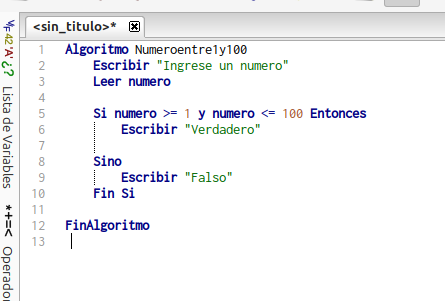 <sin_titulo>*
1 Algoritmo Numeroentre1y100
2 Escribir "Ingrese un numero"
3 Leer numero
4
5 Si numero >= 1 y numero <= 100 Entonces
6 Escribir "Verdadero"
7
8 Sino
9 Escribir "Falso"
10 Fin Si
11
12 FinAlgoritmo
13
Lista de Variables
*+=<
Operador